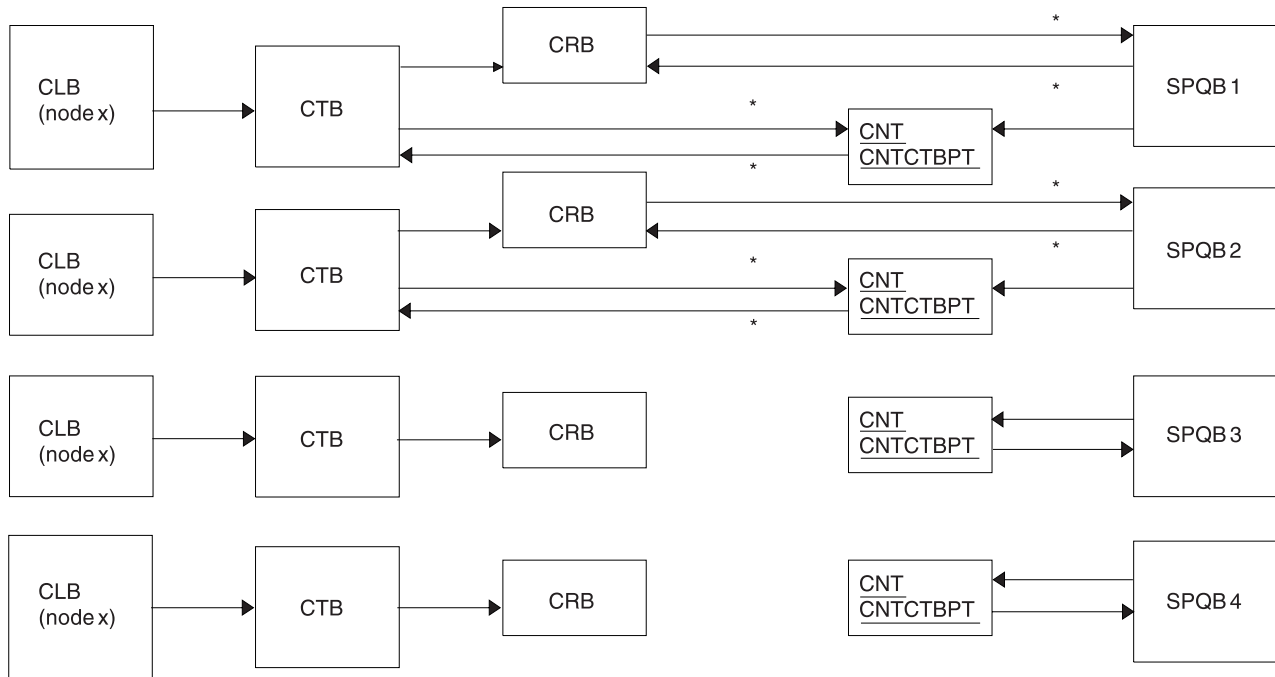 CRB
*
CLB
(node x)
CTB
*
*
SPQB 1
CNT
CNTCTBPT
*
CRB
*
CLB
(node x)
CTB
*
*
SPQB 2
CNT
CNTCTBPT
*
CLB
(node x)
CTB
CRB
CNT
CNTCTBPT
SPQB 3
CLB
(node x)
CTB
CRB
CNT
CNTCTBPT
SPQB 4